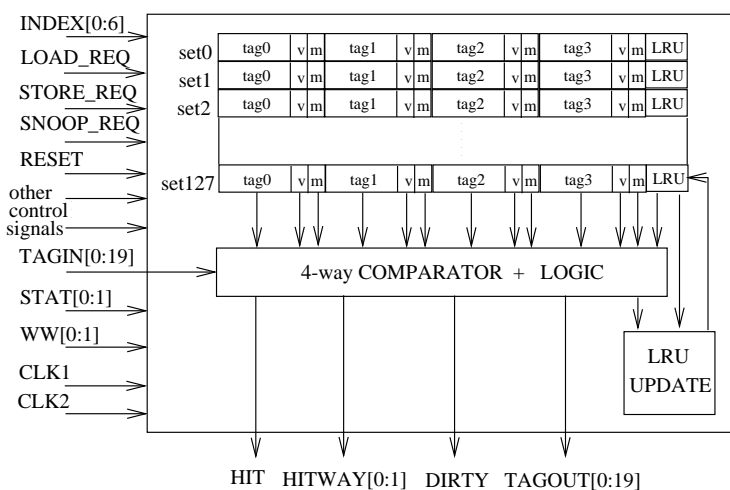 INDEX[0:6]
LOAD_REQ
STORE_REQ
SNOOP_REQ
RESET
other
control
signals
TAGIN[0:19]
STAT[0:1]
WW[0:1]
CLK1
CLK2
set0 tag0 v m tag1 v m tag2 v m tag3 v m LRU
set1 tag0 v m tag1 v m tag2 v m tag3 v m LRU
set2 tag0 v m tag1 v m tag2 v m tag3 v m LRU
set127 tag0 v m tag1 v m tag2 v m tag3 v m LRU
4-way COMPARATOR + LOGIC
LRU
UPDATE
HIT HITWAY[0:1] DIRTY TAGOUT[0:19]